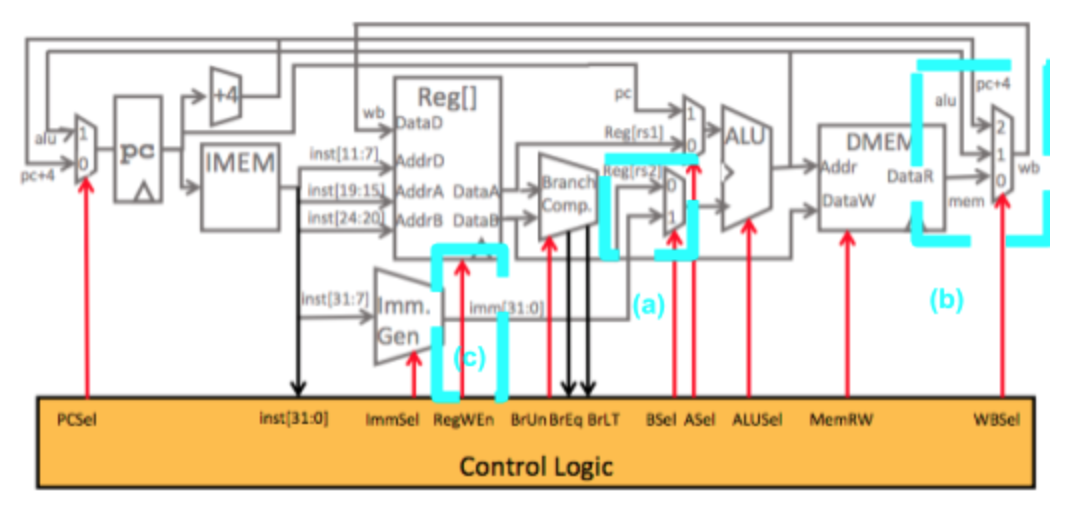 pc+4
alu
wb
Reg[]
DataD
+4
pc
1
Reg[rs1]
0
ALU
DMEM
2
1
0
wb
alu
1
0
pc+4
pc
IMEM
inst[11:7]
AddrD
inst[19:15]
AddrA
DataA
inst[24:20]
AddrB
DataB
Branch
Comp.
Reg[rs2]
0
1
Addr
DataR
DataW
mem
inst[31:7]
Imm.
Gen
imm[31:0]
(a)
(b)
(c)
PCSel
inst[31:0]
ImmSel
RegWEn
BrUn
BrEq
BrLT
BSel
ASel
ALUSel
MemRW
WBSel
Control Logic